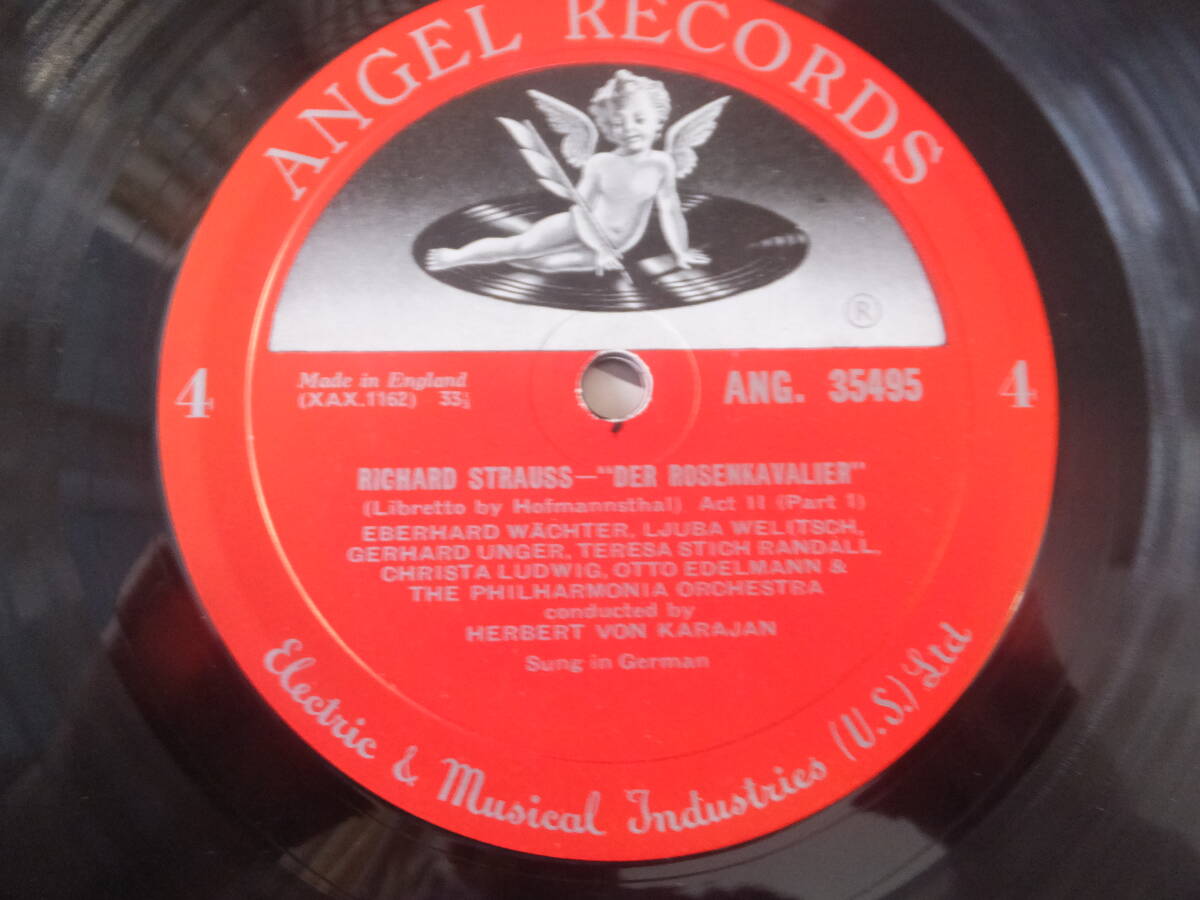 ANGEL RECORDS
®
Made in England
(XAX.1162) 33⅓
ANG. 35495
4
4
RICHARD STRAUSS—"DER ROSENKAVALIER"
(Libretto by Hofmannsthal) Act II (Part 1)
EBERHARD WÄCHTER, LJUBA WELITSCH,
GERHARD UNGER, TERESA STICH RANDALL,
CHRISTA LUDWIG, OTTO EDELMANN &
THE PHILHARMONIA ORCHESTRA
conducted by
HERBERT VON KARAJAN
Sung in German
Electric & Musical Industries (U.S.) Ltd